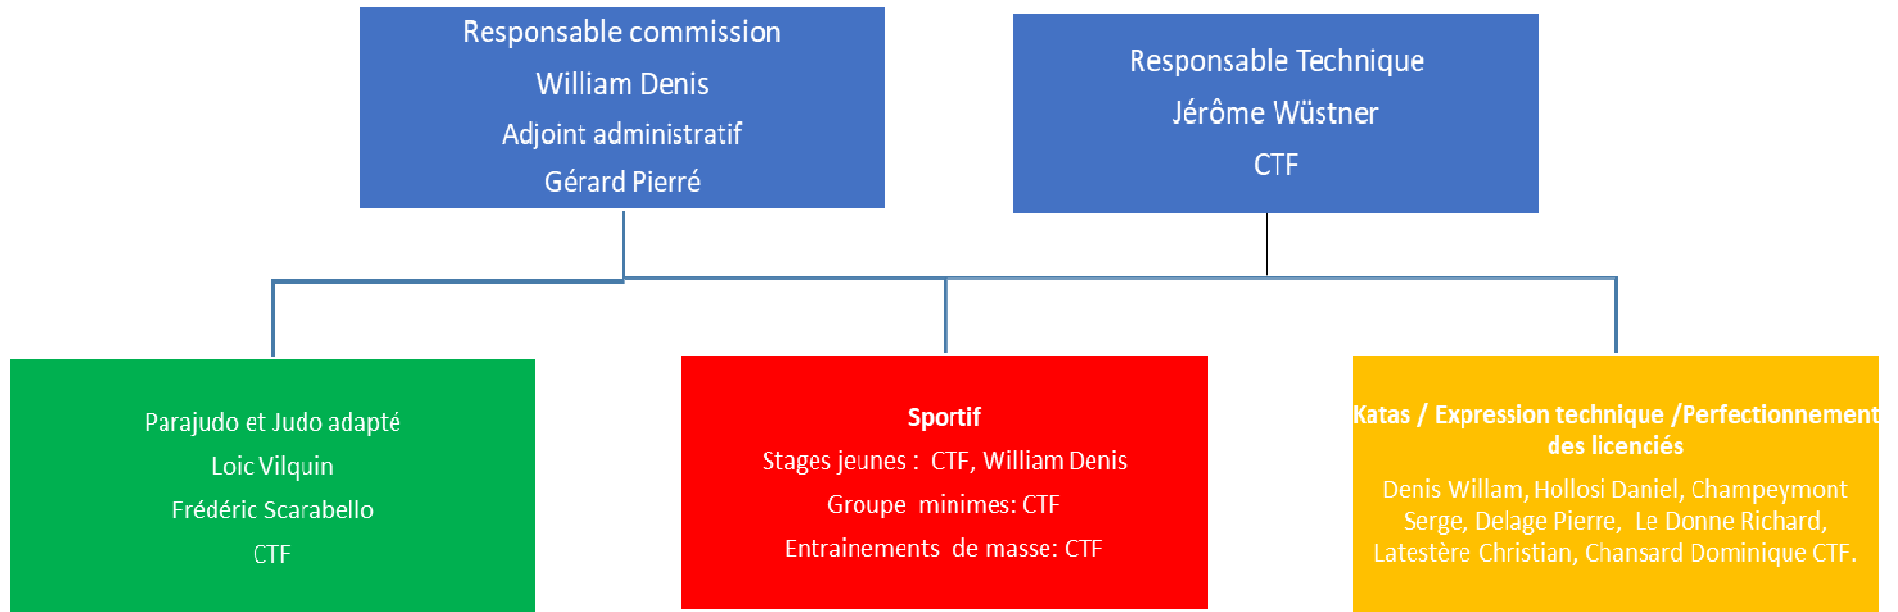 Responsable commission
William Denis
Adjoint administratif
Gérard Pierré
Responsable Technique
Jérôme Wüstner
CTF
Parajudo et Judo adapté
Loic Vilquin
Frédéric Scarabello
CTF
Sportif
Stages jeunes : CTF, William Denis
Groupe minimes: CTF
Entrainements de masse: CTF
Katas / Expression technique /Perfectionnement
des licenciés
Denis Willam, Hollosi Daniel, Champeymont
Serge, Delage Pierre, Le Donne Richard,
Latestère Christian, Chansard Dominique CTF.